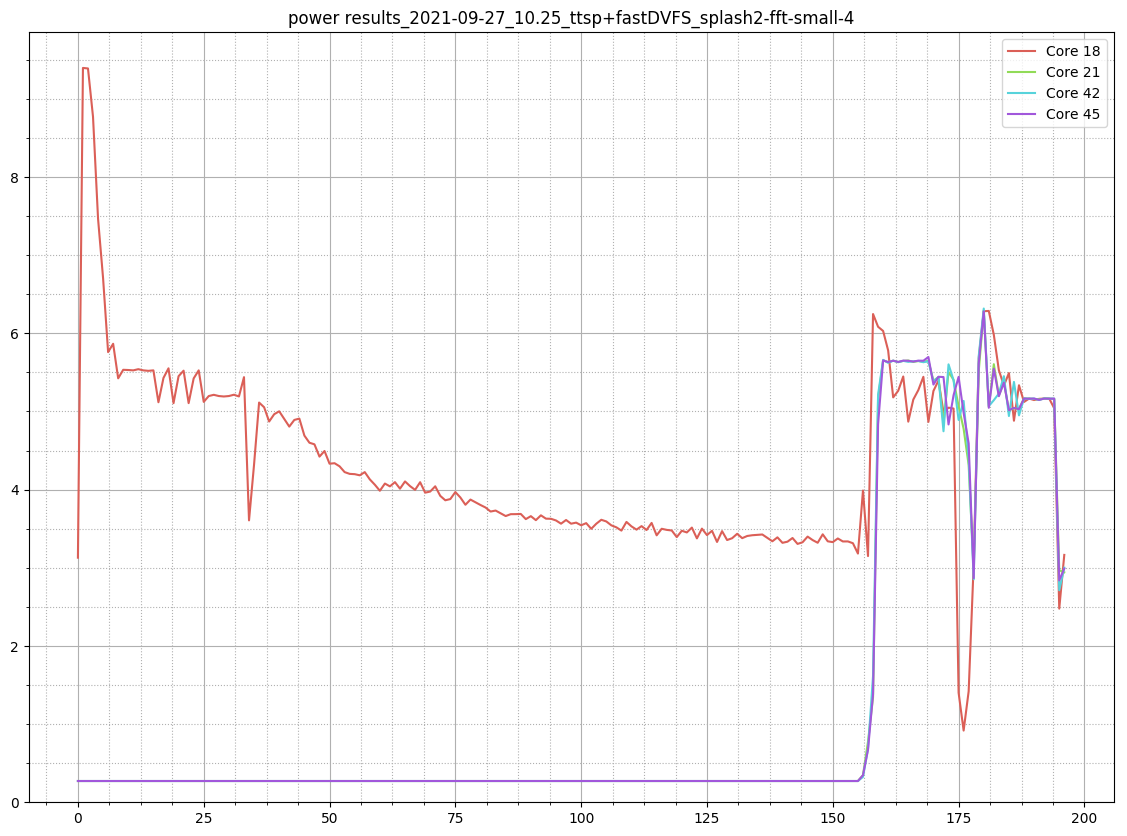 power results_2021-09-27_10.25_ttsp+fastDVFS_splash2-fft-small-4
Core 18
Core 21
Core 42
Core 45
8
6
4
2
0
0 25 50 75 100 125 150 175 200